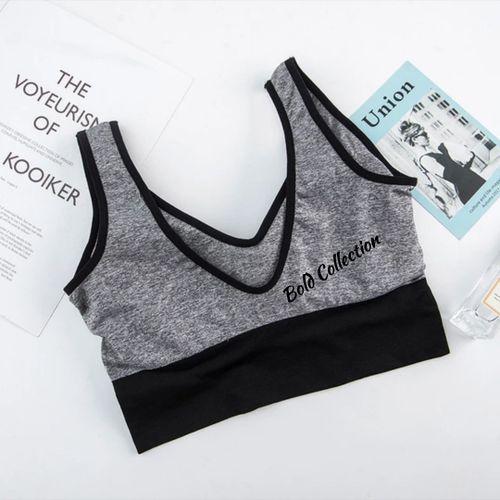 THE
VOYEURISM
OF
KOOIKER
Union
Bold Collection